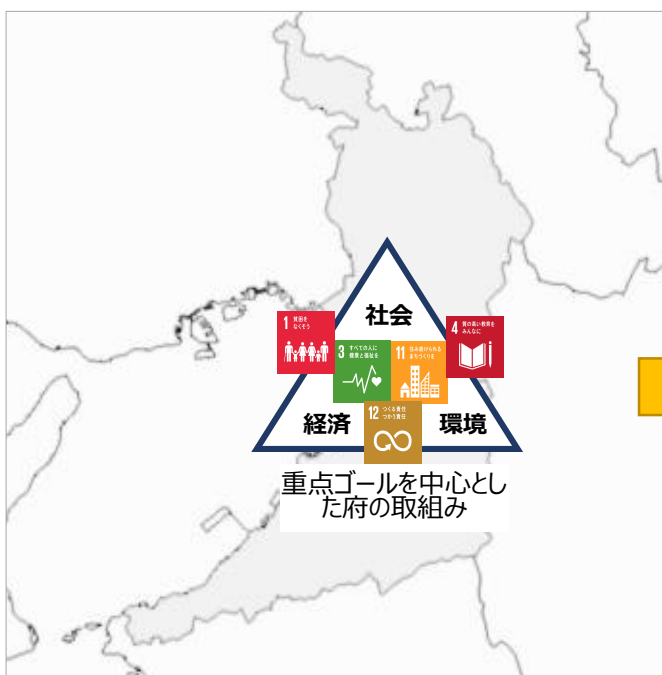 社会
1 貧困を
なくそう
3 すべての人に
健康と福祉を
11 住み続けられる
まちづくりを
4 質の高い教育を
みんなに
経済
12 つくる責任
つかう責任
環境
重点ゴールを中心とし
た府の取組み